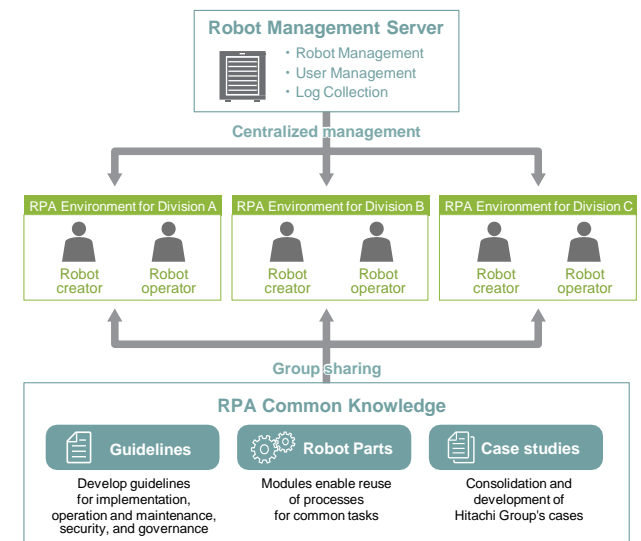 Robot Management Server
・Robot Management
・User Management
・Log Collection
Centralized management
RPA Environment for Division A
RPA Environment for Division B
RPA Environment for Division C
Robot creator
Robot operator
Robot creator
Robot operator
Robot creator
Robot operator
Group sharing
RPA Common Knowledge
Guidelines
Develop guidelines
for implementation,
operation and maintenance,
security, and governance
Robot Parts
Modules enable reuse
of processes
for common tasks
Case studies
Consolidation and
development of
Hitachi Group's cases